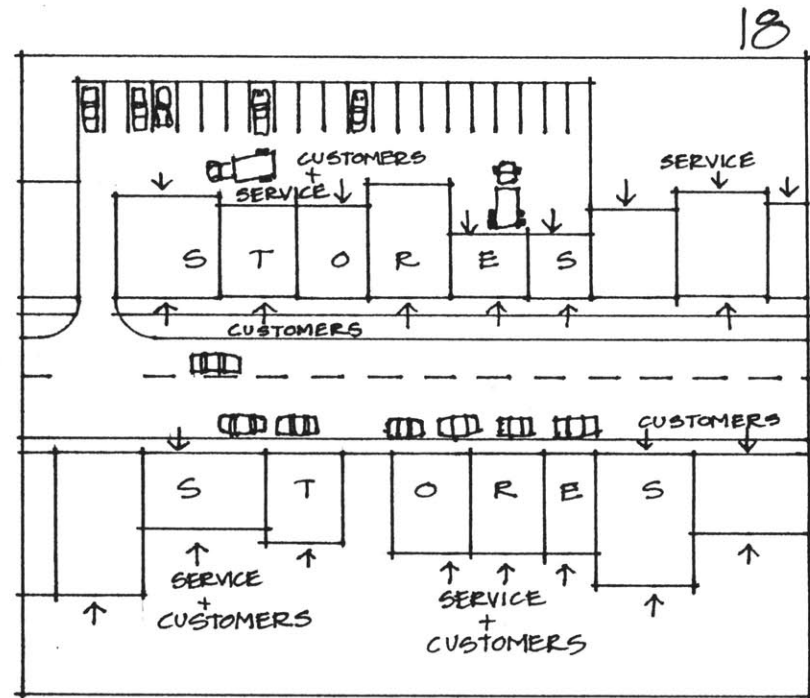 18
CUSTOMERS
+
SERVICE
SERVICE
S T O R E S
CUSTOMERS
CUSTOMERS
S T O R E S
SERVICE
+
CUSTOMERS
SERVICE
+
CUSTOMERS